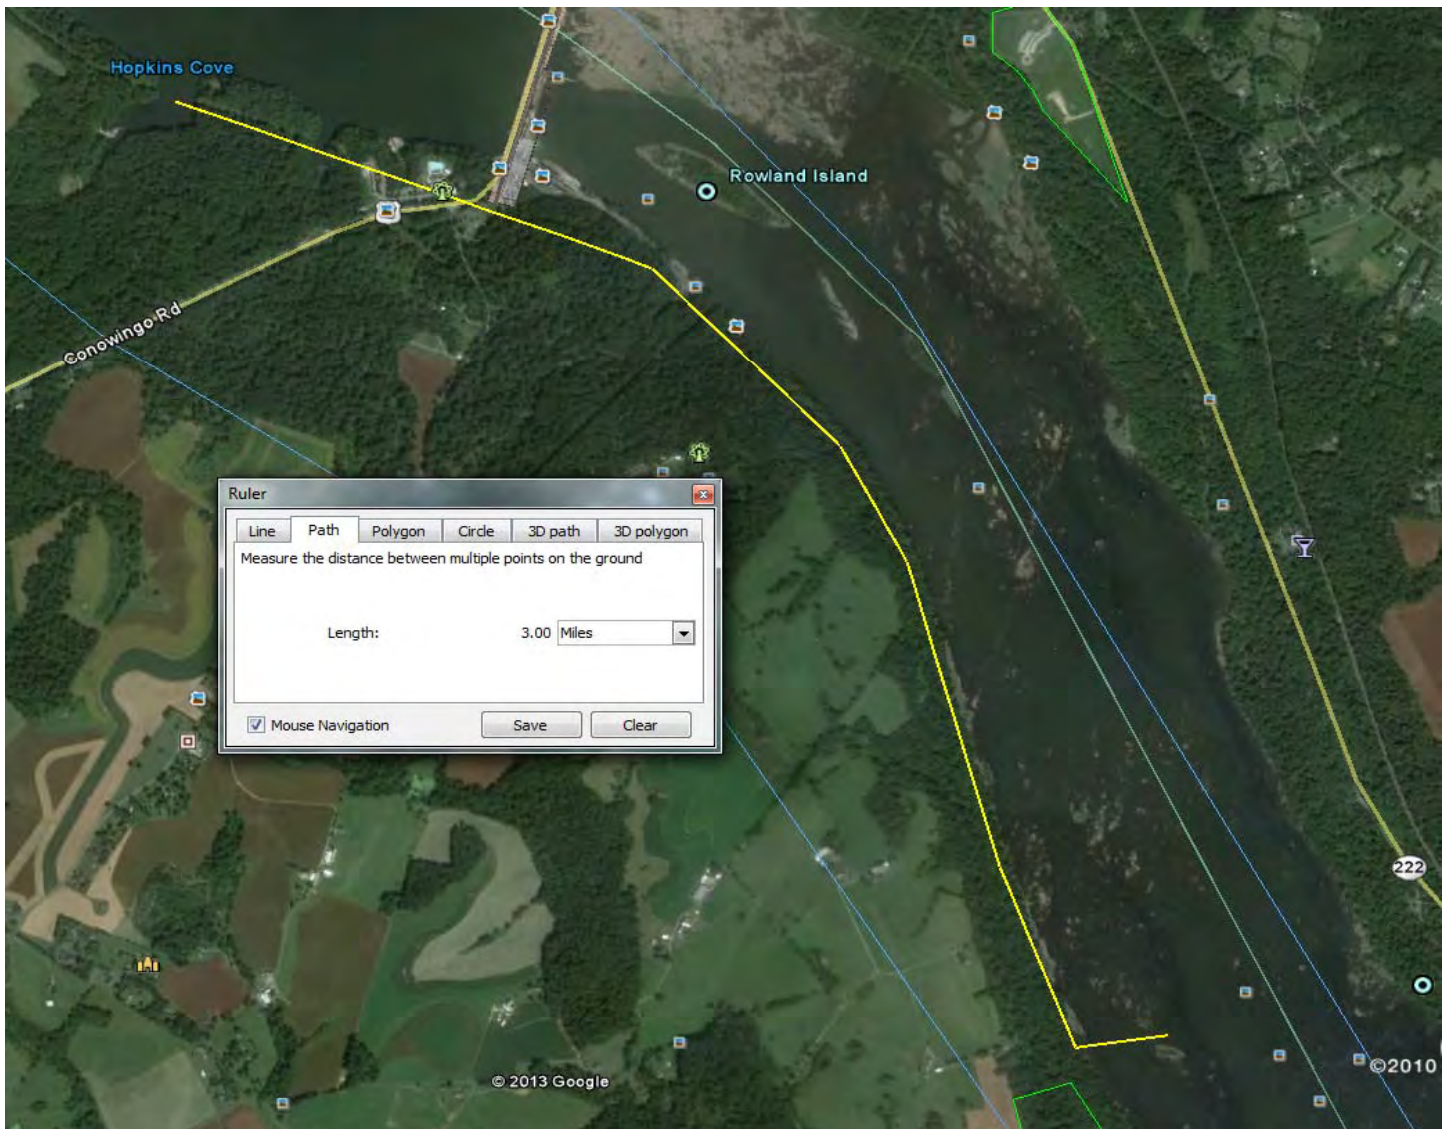 Hopkins Cove
Rowland Island
Conowingo Rd
Ruler
Line Path Polygon Circle 3D path 3D polygon
Measure the distance between multiple points on the ground
Length: 3.00 Miles
Mouse Navigation Save Clear
222
©2010
© 2013 Google